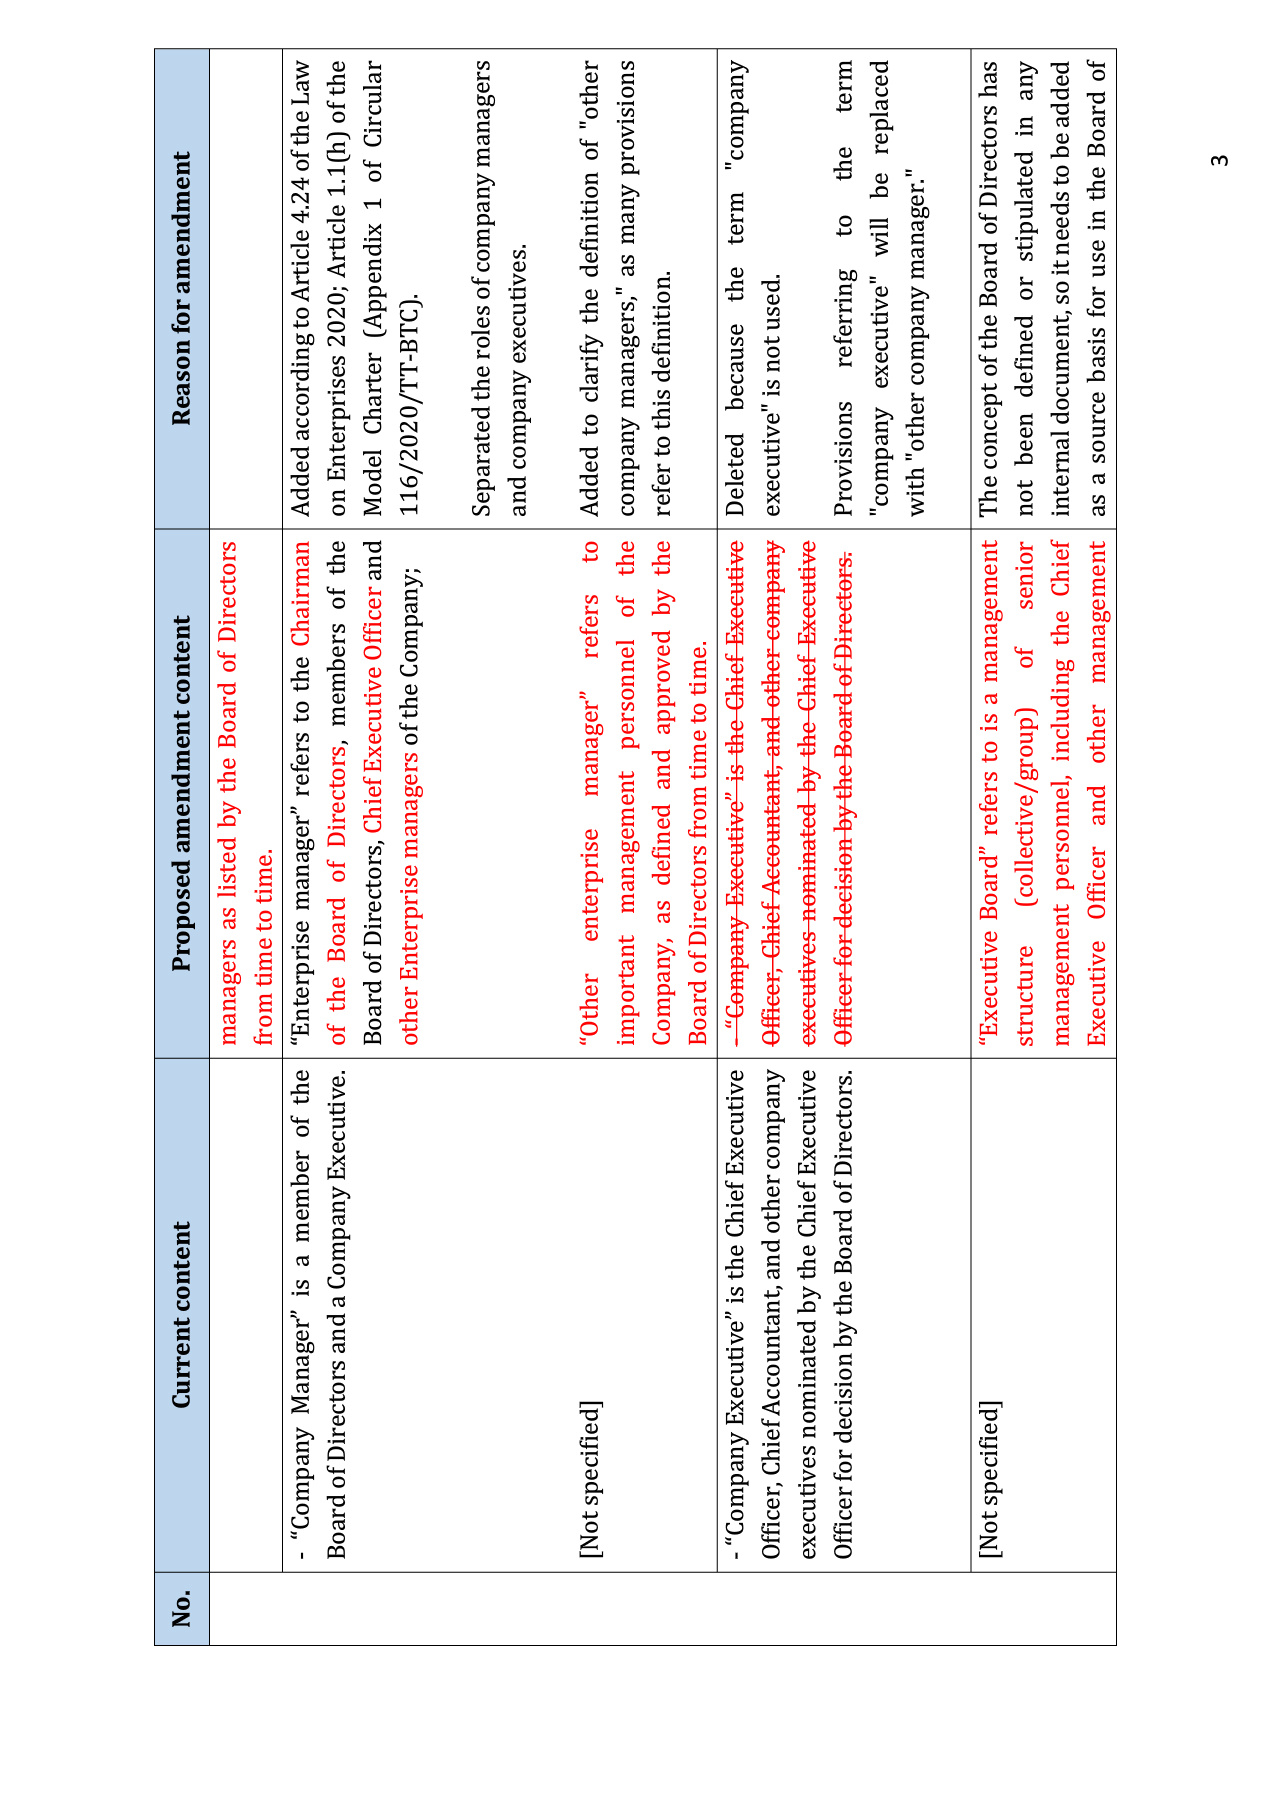 No.
Current content
Proposed amendment content
Reason for amendment
managers as listed by the Board of Directors
from time to time.
- “Company Manager” is a member of the
Board of Directors and a Company Executive.
[Not specified]
“Enterprise manager” refers to the Chairman
of the Board of Directors, members of the
Board of Directors, Chief Executive Officer and
other Enterprise managers of the Company;
“Other enterprise manager” refers to
important management personnel of the
Company, as defined and approved by the
Board of Directors from time to time.
Added according to Article 4.24 of the Law
on Enterprises 2020; Article 1.1(h) of the
Model Charter (Appendix 1 of Circular
116/2020/TT-BTC).
Separated the roles of company managers
and company executives.
Added to clarify the definition of "other
company managers," as many provisions
refer to this definition.
- “Company Executive” is the Chief Executive
Officer, Chief Accountant, and other company
executives nominated by the Chief Executive
Officer for decision by the Board of Directors.
- “Company Executive” is the Chief Executive
Officer, Chief Accountant, and other company
executives nominated by the Chief Executive
Officer for decision by the Board of Directors.
Deleted because the term "company
executive" is not used.
Provisions referring to the term
"company executive" will be replaced
with "other company manager."
[Not specified]
“Executive Board” refers to is a management
structure (collective/group) of senior
management personnel, including the Chief
Executive Officer and other management
The concept of the Board of Directors has
not been defined or stipulated in any
internal document, so it needs to be added
as a source basis for use in the Board of
3